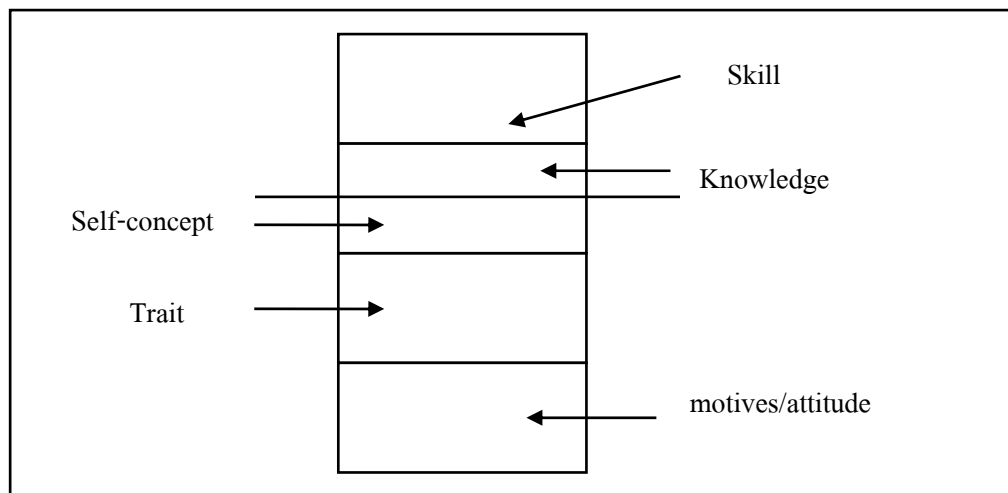 Skill
Knowledge
Self-concept
Trait
motives/attitude